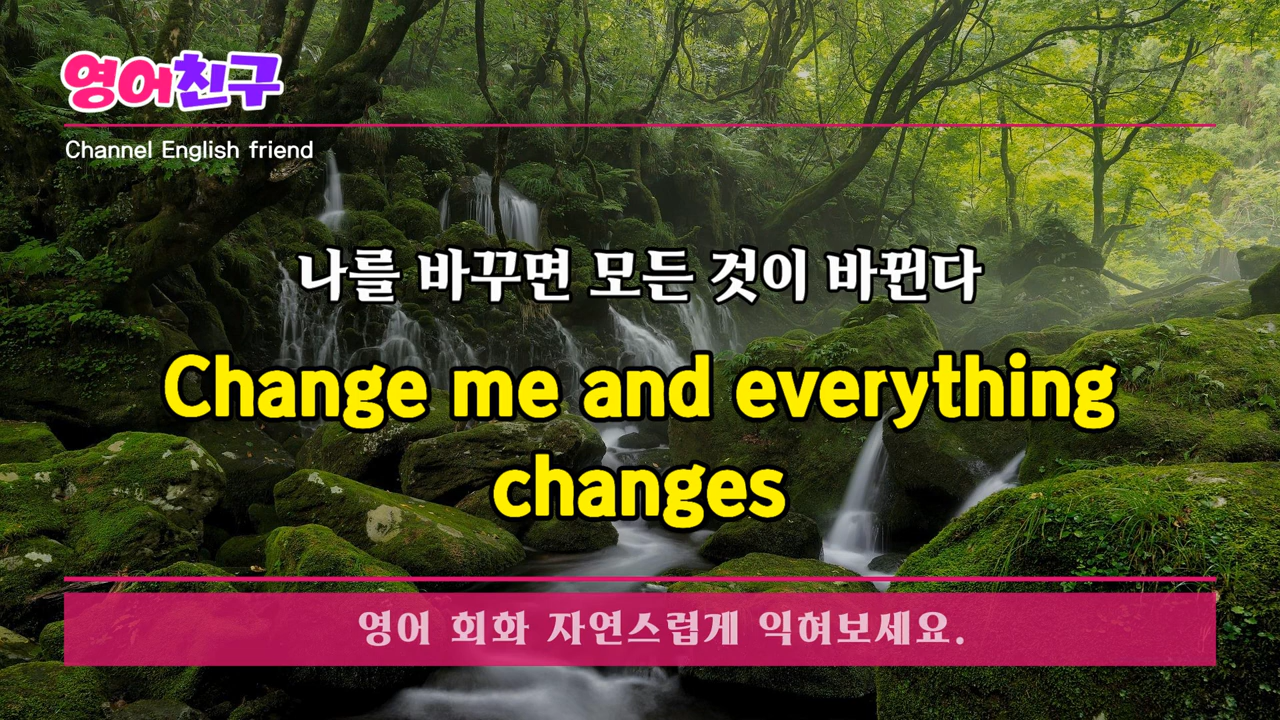 영어친구
Channel English friend
나를 바꾸면 모든 것이 바뀐다
Change me and everything
changes
영어 회화 자연스럽게 익혀보세요.